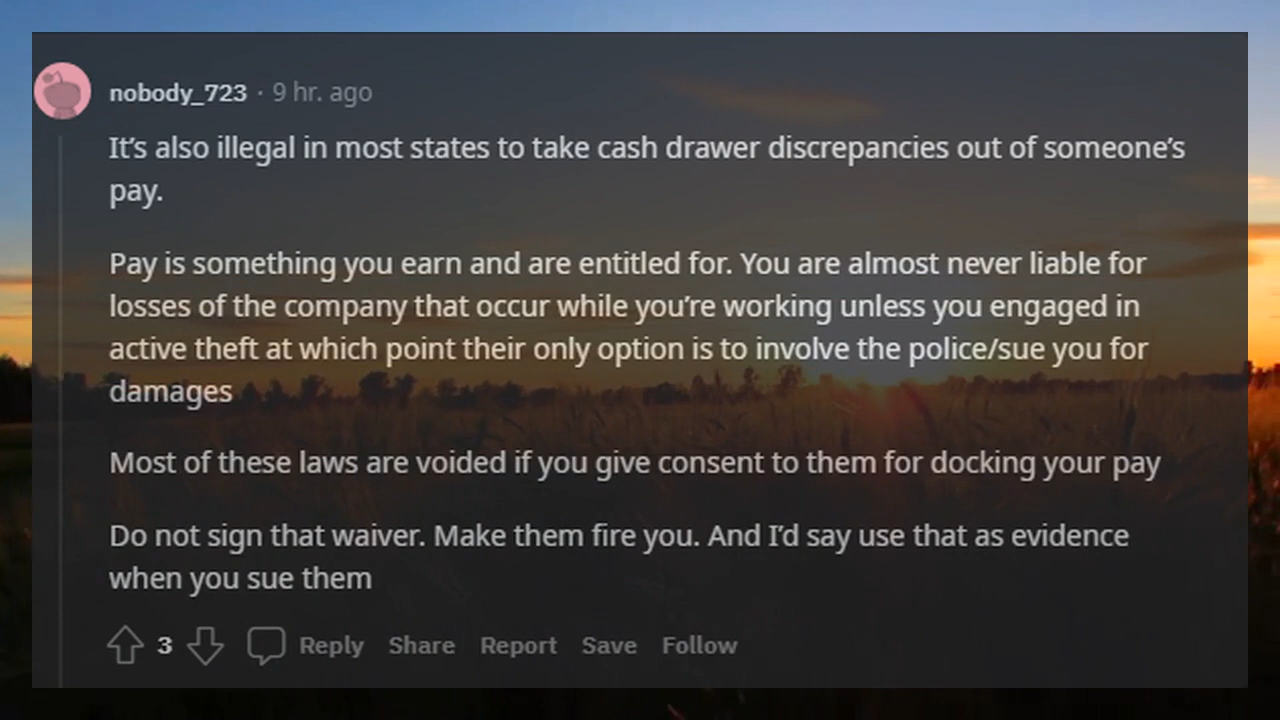 nobody_723 · 9 hr. ago
It’s also illegal in most states to take cash drawer discrepancies out of someone’s
pay.
Pay is something you earn and are entitled for. You are almost never liable for
losses of the company that occur while you’re working unless you engaged in
active theft at which point their only option is to involve the police/sue you for
damages
Most of these laws are voided if you give consent to them for docking your pay
Do not sign that waiver. Make them fire you. And I’d say use that as evidence
when you sue them
3 Reply Share Report Save Follow